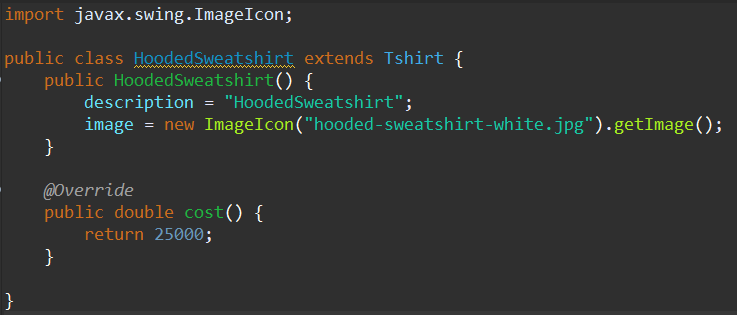 import javax.swing.ImageIcon;
public class HoodedSweatshirt extends Tshirt {
public HoodedSweatshirt() {
description = "HoodedSweatshirt";
image = new ImageIcon("hooded-sweatshirt-white.jpg").getImage();
}
@Override
public double cost() {
return 25000;
}
}